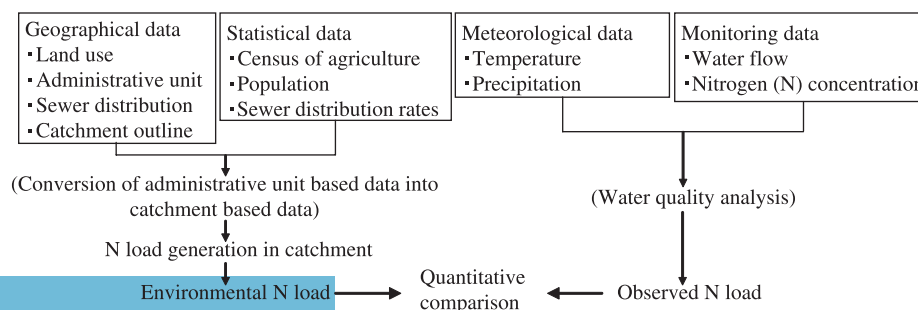 Geographical data
・Land use
・Administrative unit
・Sewer distribution
・Catchment outline
Statistical data
・Census of agriculture
・Population
・Sewer distribution rates
Meteorological data
・Temperature
・Precipitation
Monitoring data
・Water flow
・Nitrogen (N) concentration
(Conversion of administrative unit based data into
catchment based data)
(Water quality analysis)
N load generation in catchment
Environmental N load
Quantitative
comparison
Observed N load